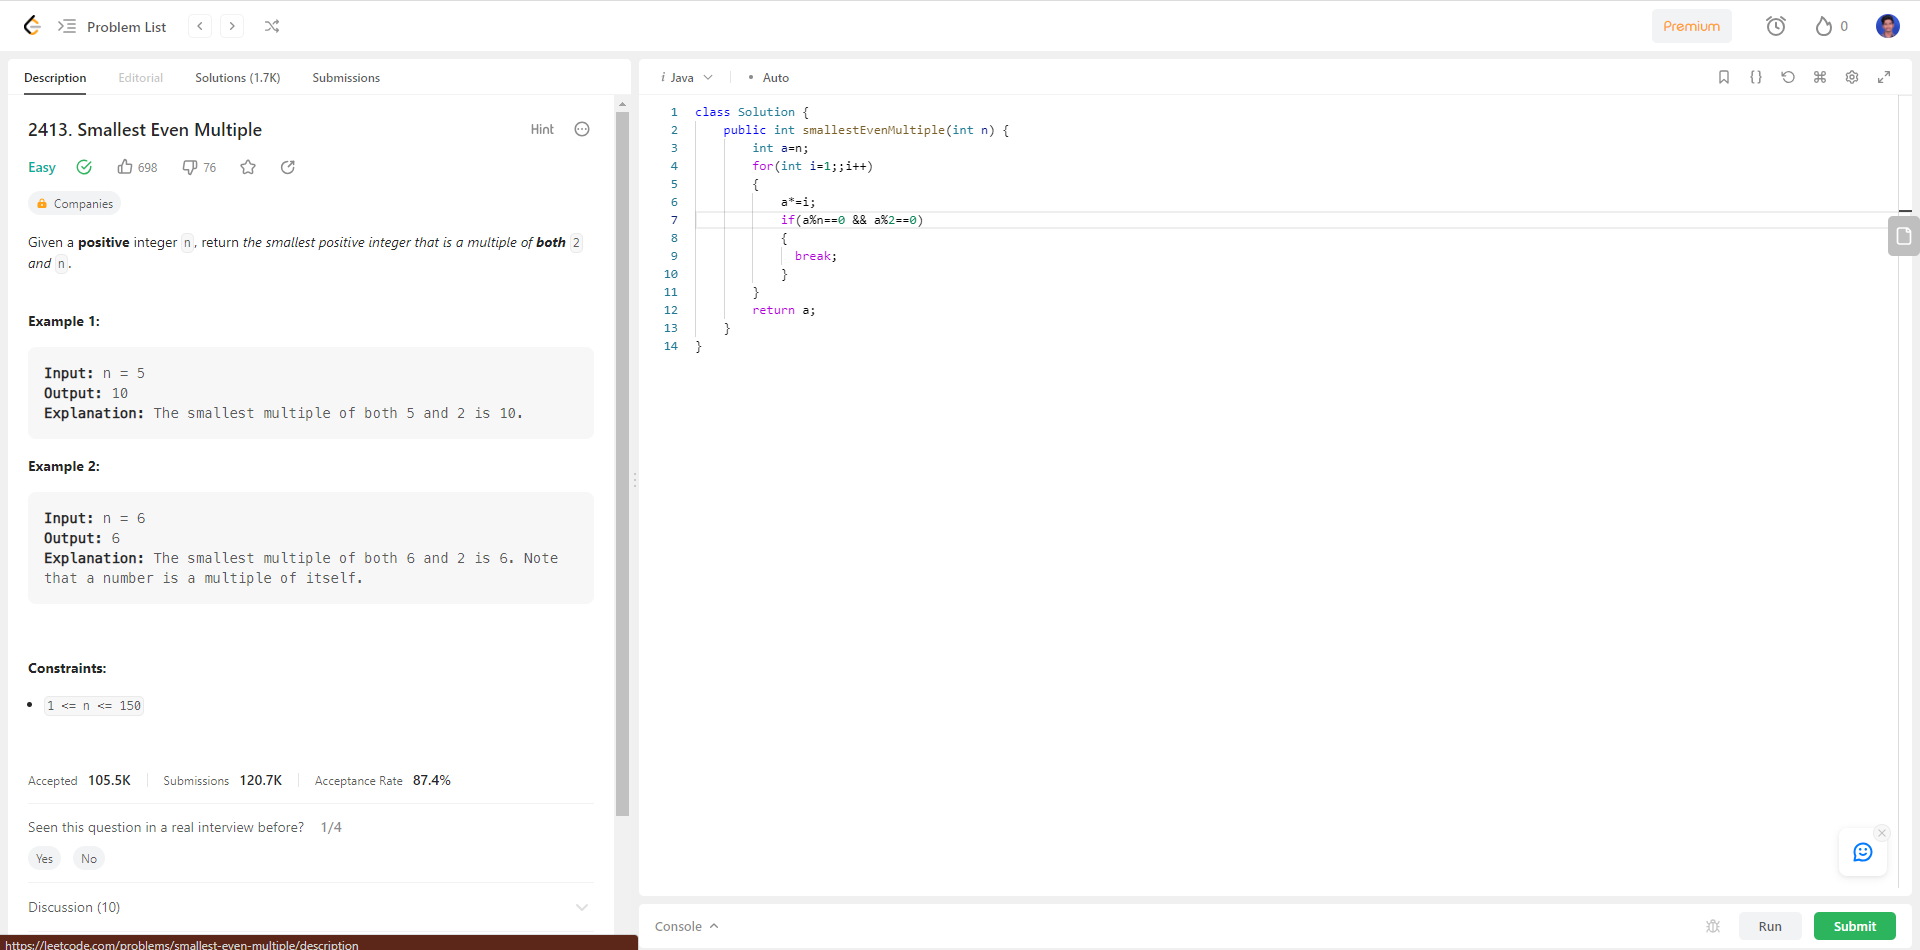 Problem List
Premium
0
Description Editorial Solutions (1.7K) Submissions
2413. Smallest Even Multiple
Hint
Easy 698 76
Companies
Given a positive integer n, return the smallest positive integer that is a multiple of both 2
and n.
Example 1:
Input: n = 5
Output: 10
Explanation: The smallest multiple of both 5 and 2 is 10.
Example 2:
Input: n = 6
Output: 6
Explanation: The smallest multiple of both 6 and 2 is 6. Note
that a number is a multiple of itself.
Constraints:
• 1 <= n <= 150
Accepted 105.5K Submissions 120.7K Acceptance Rate 87.4%
Seen this question in a real interview before? 1/4
Yes No
Discussion (10)
https://leetcode.com/problems/smallest-even-multiple/description
i Java • Auto
1 class Solution {
2 public int smallestEvenMultiple(int n) {
3 int a=n;
4 for(int i=1;;i++)
5 {
6 a*=i;
7 if(a%n==0 && a%2==0)
8 {
9 break;
10 }
11 }
12 return a;
13 }
14 }
Console
Run
Submit